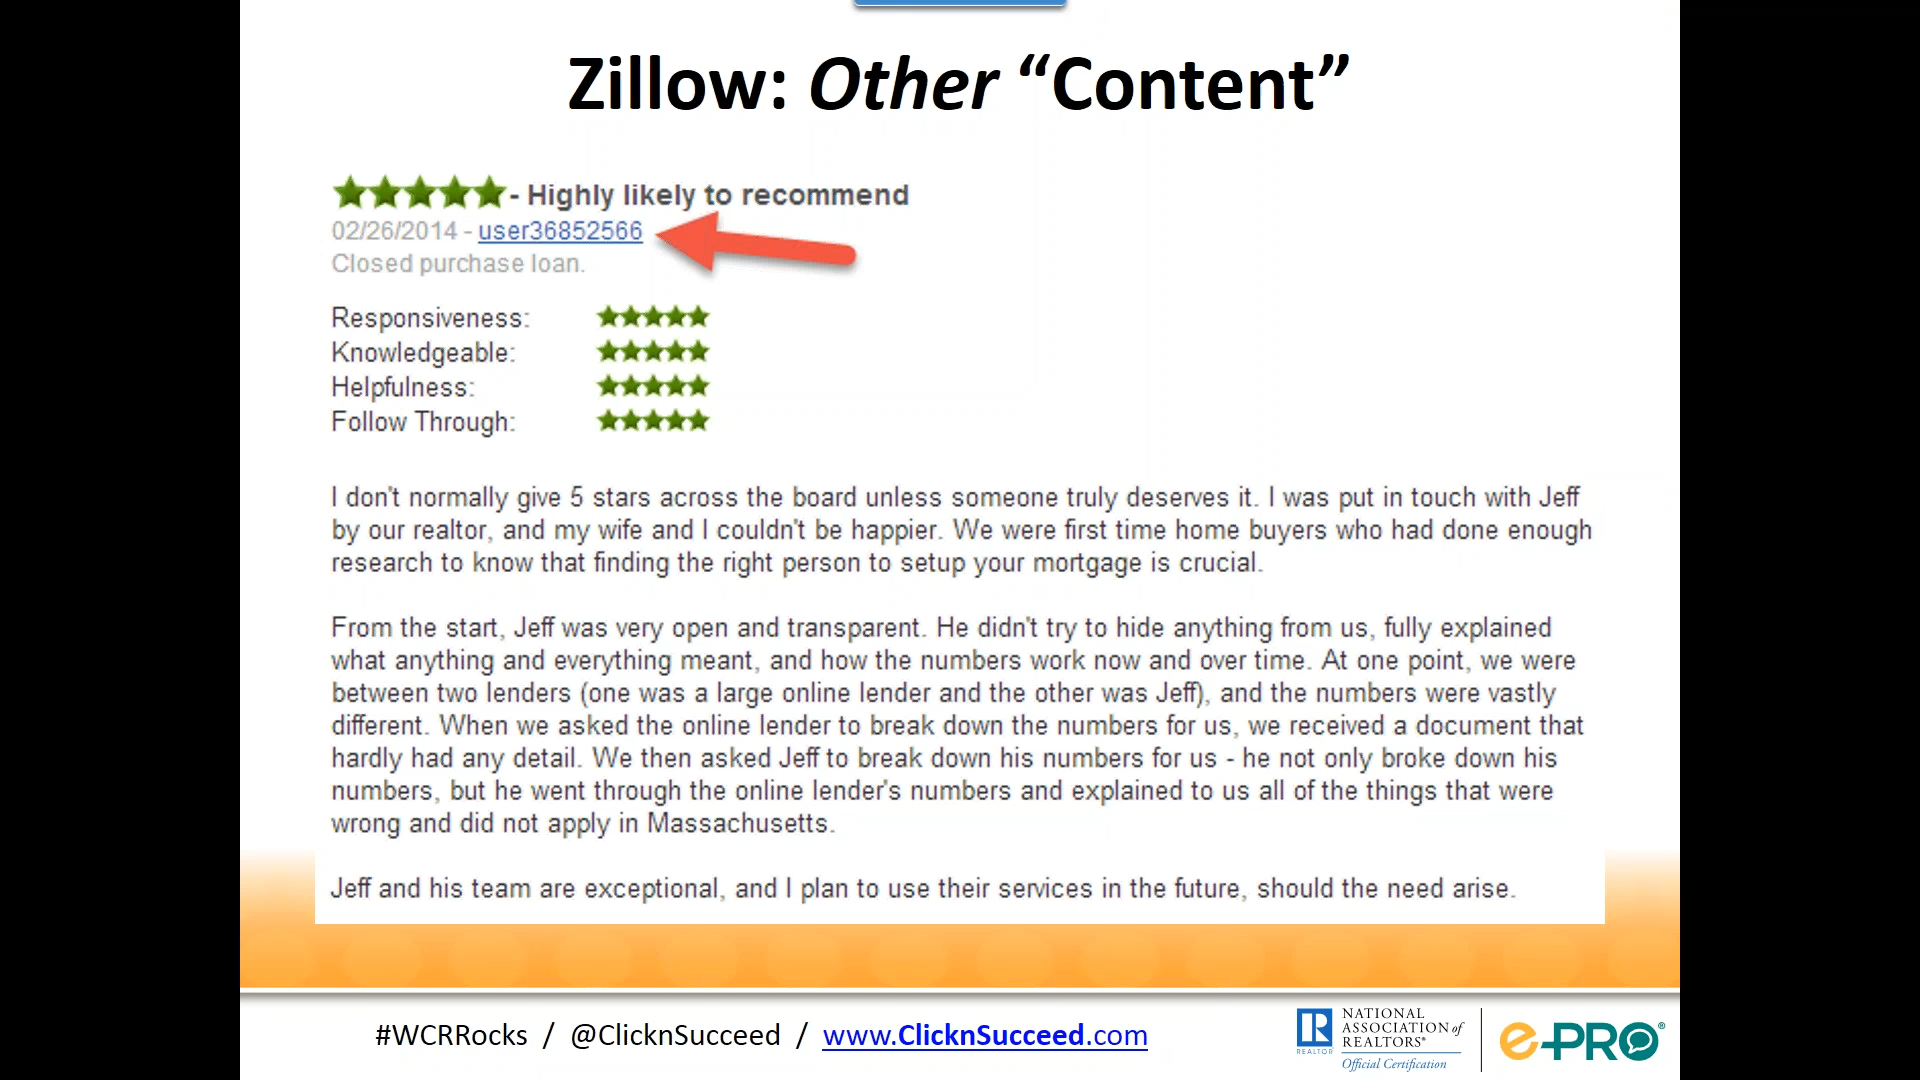 Zillow: Other “Content”
- Highly likely to recommend
02/26/2014 - user36852566
Closed purchase loan.
Responsiveness:
Knowledgeable:
Helpfulness:
Follow Through:
I don't normally give 5 stars across the board unless someone truly deserves it. I was put in touch with Jeff
by our realtor, and my wife and I couldn't be happier. We were first time home buyers who had done enough
research to know that finding the right person to setup your mortgage is crucial.
From the start, Jeff was very open and transparent. He didn't try to hide anything from us, fully explained
what anything and everything meant, and how the numbers work now and over time. At one point, we were
between two lenders (one was a large online lender and the other was Jeff), and the numbers were vastly
different. When we asked the online lender to break down the numbers for us, we received a document that
hardly had any detail. We then asked Jeff to break down his numbers for us - he not only broke down his
numbers, but he went through the online lender's numbers and explained to us all of the things that were
wrong and did not apply in Massachusetts.
Jeff and his team are exceptional, and I plan to use their services in the future, should the need arise.
#WCRRocks / @ClicknSucceed / www.ClicknSucceed.com
REALTOR
NATIONAL
ASSOCIATION of
REALTORS®
Official Certification
e-PRO®